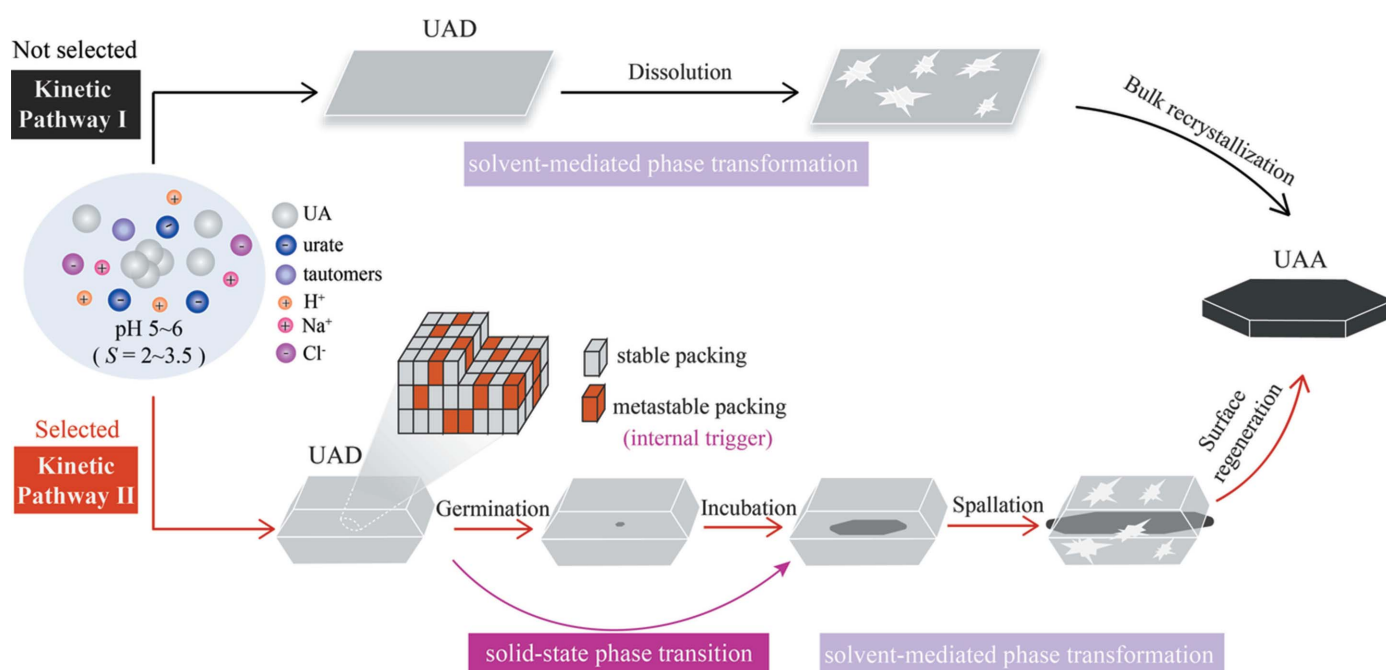 Not selected
Kinetic
Pathway I
UAD
Dissolution
solvent-mediated phase transformation
Bulk recrystallization
UA
urate
tautomers
H⁺
Na⁺
Cl⁻
pH 5~6
( S = 2~3.5 )
UAA
stable packing
metastable packing
(internal trigger)
Selected
Kinetic
Pathway II
UAD
Germination
Incubation
Spallation
Surface
regeneration
solid-state phase transition
solvent-mediated phase transformation